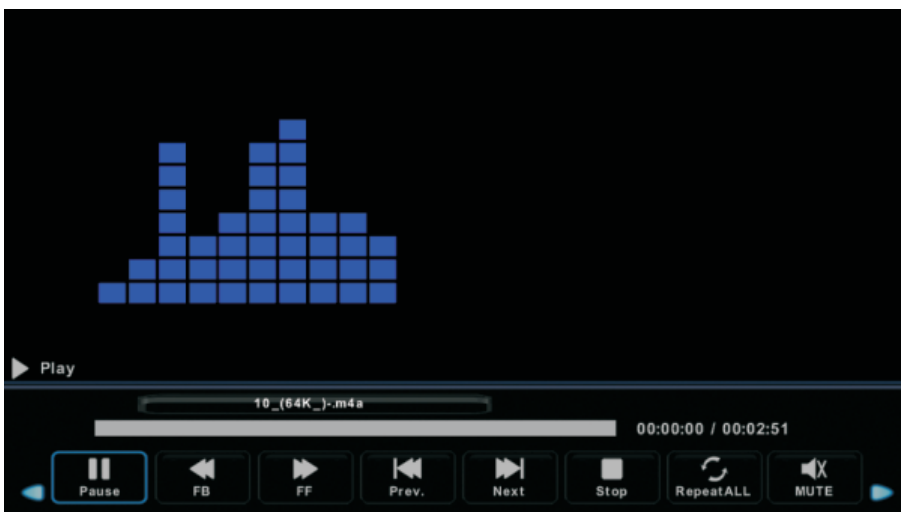 Play
10_(64K_)-.m4a
00:00:00 / 00:02:51
Pause FB FF Prev. Next Stop RepeatALL MUTE